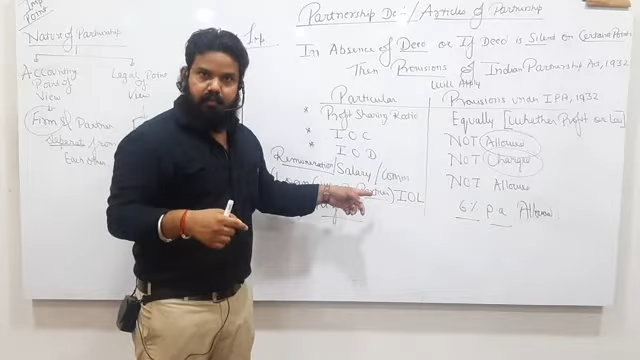 Imp
Point
Nature of Partnership
Accounting
Point of
View
Legal Point
of
View
Firm & Partner
Each other
Imp
Partnership Deed/Articles of Partnership
In Absence of Deed or If Deed is Silent on Certain Points
Then Provisions of Indian Partnership Act, 1932
will Apply
Particular
Provisions under IPA, 1932
* Profit Sharing Ratio
Equally [Whether Profit or Loss]
* IOC
NOT Allowed
* IOD
NOT Charged
Remuneration/Salary/Comm
NOT Allowed
Loan IOL
6% p.a Allowed.